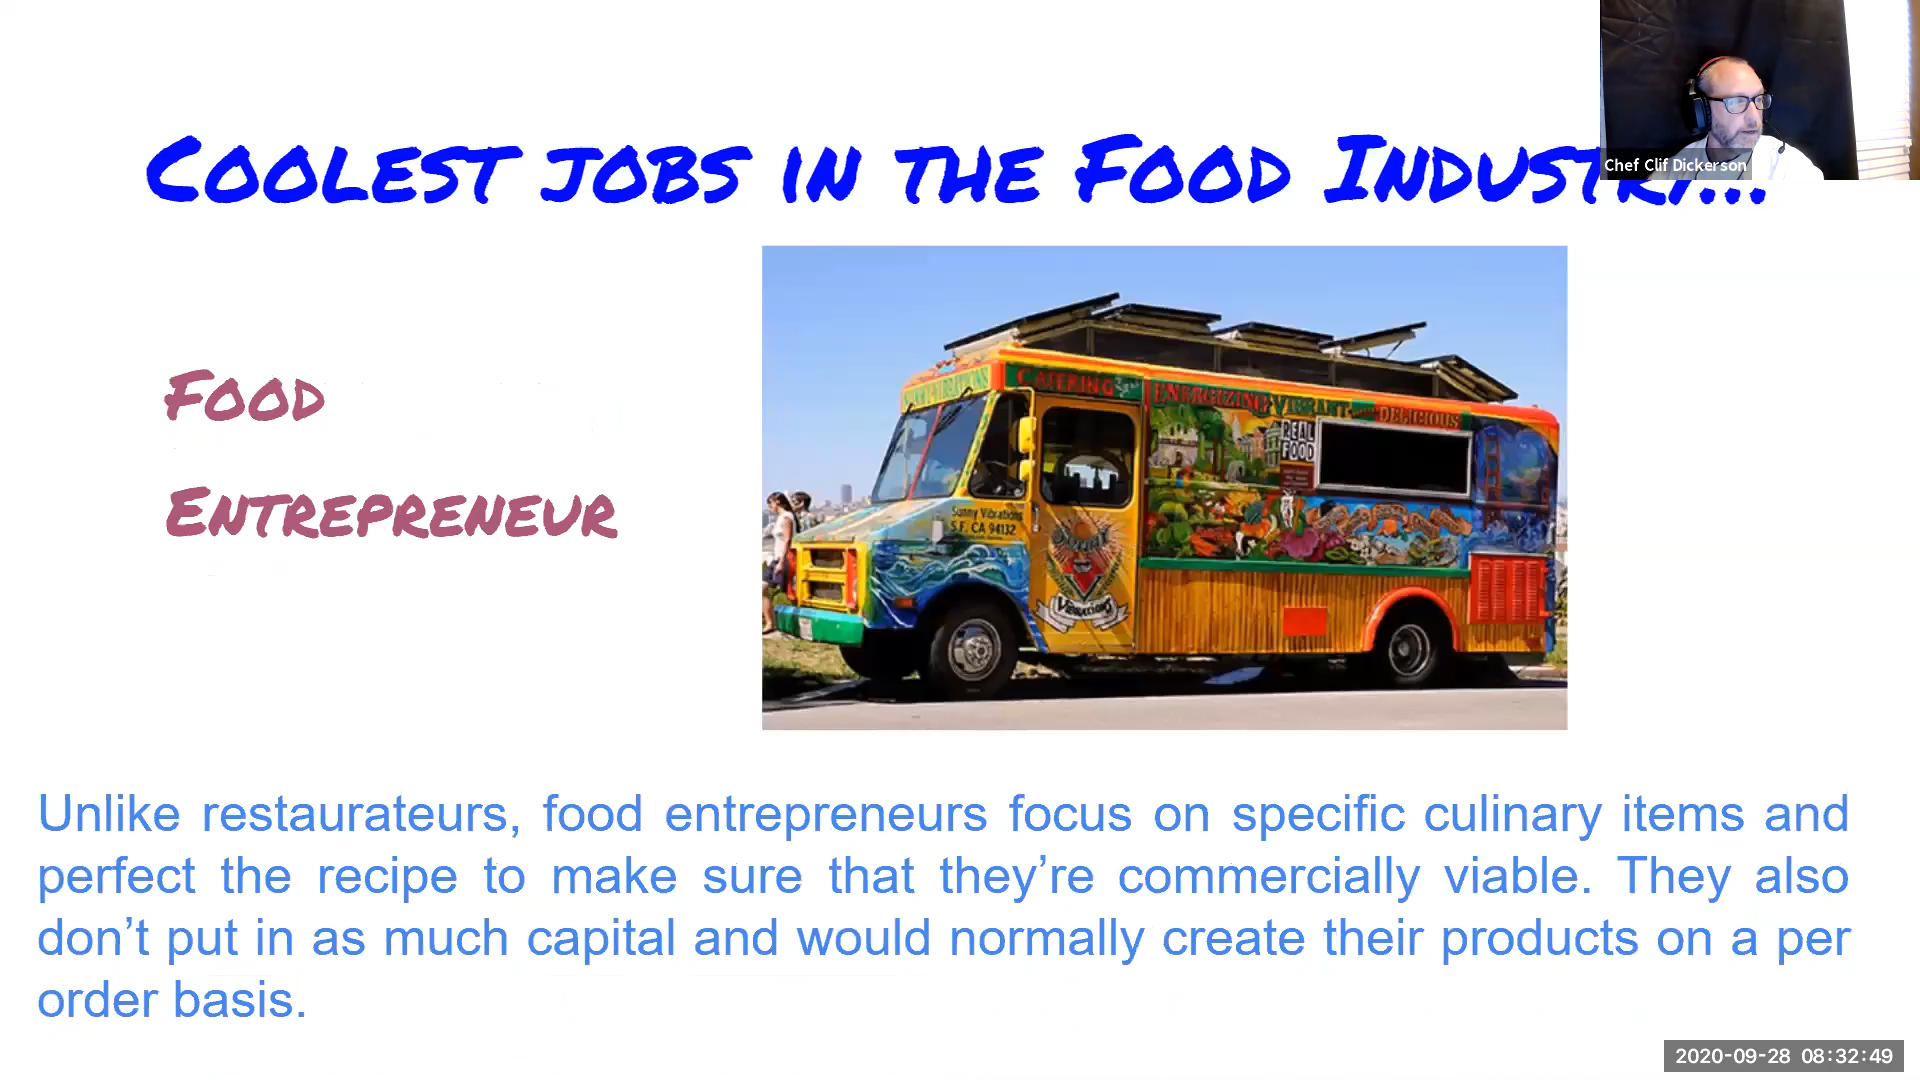 Chef Clif Dickerson
COOLEST JOBS IN THE FOOD INDUSTRY...
FOOD
ENTREPRENEUR
SUNNY VIBRATIONS
CATERING
ENERGIZING VIBRANT DELICIOUS
REAL
FOOD
Sunny Vibrations
S.F. CA 94132
VIBRATIONS
Unlike restaurateurs, food entrepreneurs focus on specific culinary items and
perfect the recipe to make sure that they’re commercially viable. They also
don’t put in as much capital and would normally create their products on a per
order basis.
2020-09-28 08:32:49